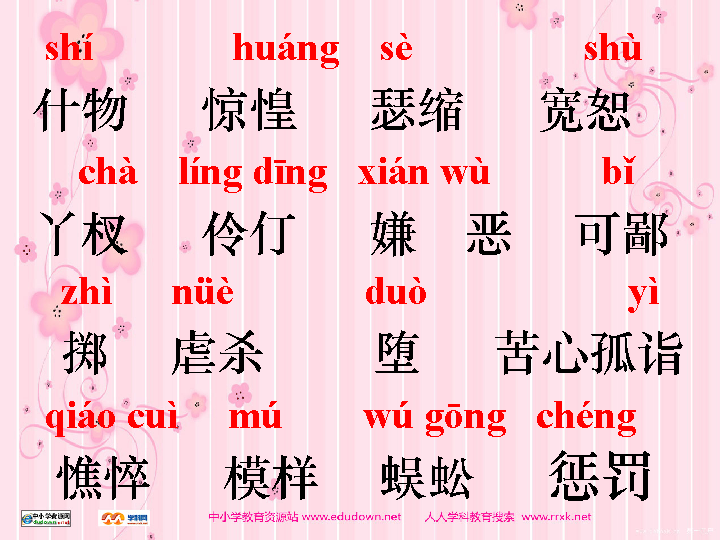 shí huáng sè shù
什物 惊惶 瑟缩 宽恕
chà líng dīng xián wù bǐ
丫杈 伶仃 嫌 恶 可鄙
zhì nüè duò yì
掷 虐杀 堕 苦心孤诣
qiáo cuì mú wú gōng chéng
憔悴 模样 蜈蚣 惩罚
中小学教育资源站 www.edudown.net 人人学科教育搜索 www.rrxk.net